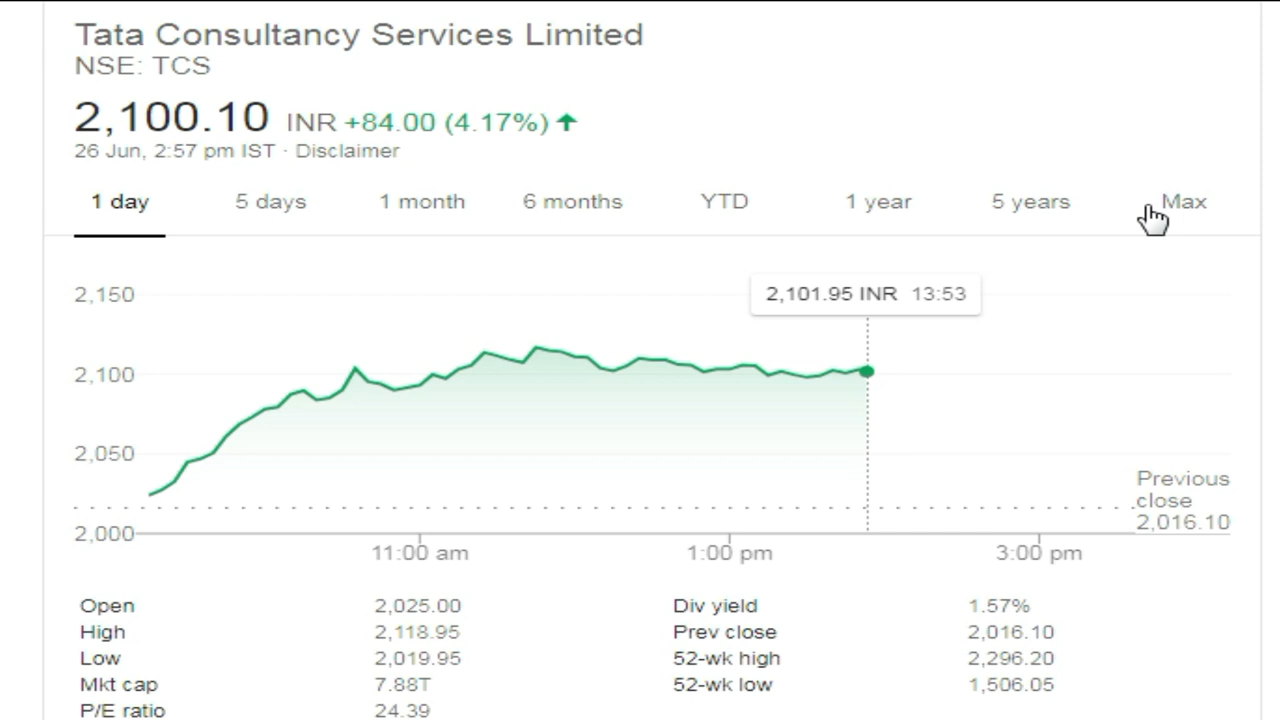 Tata Consultancy Services Limited
NSE: TCS
2,100.10 INR +84.00 (4.17%)
26 Jun, 2:57 pm IST · Disclaimer
1 day 5 days 1 month 6 months YTD 1 year 5 years Max
2,101.95 INR 13:53
2,150
2,100
2,050
2,000
Previous
close
2,016.10
11:00 am 1:00 pm 3:00 pm
Open 2,025.00 Div yield 1.57%
High 2,118.95 Prev close 2,016.10
Low 2,019.95 52-wk high 2,296.20
Mkt cap 7.88T 52-wk low 1,506.05
P/E ratio 24.39